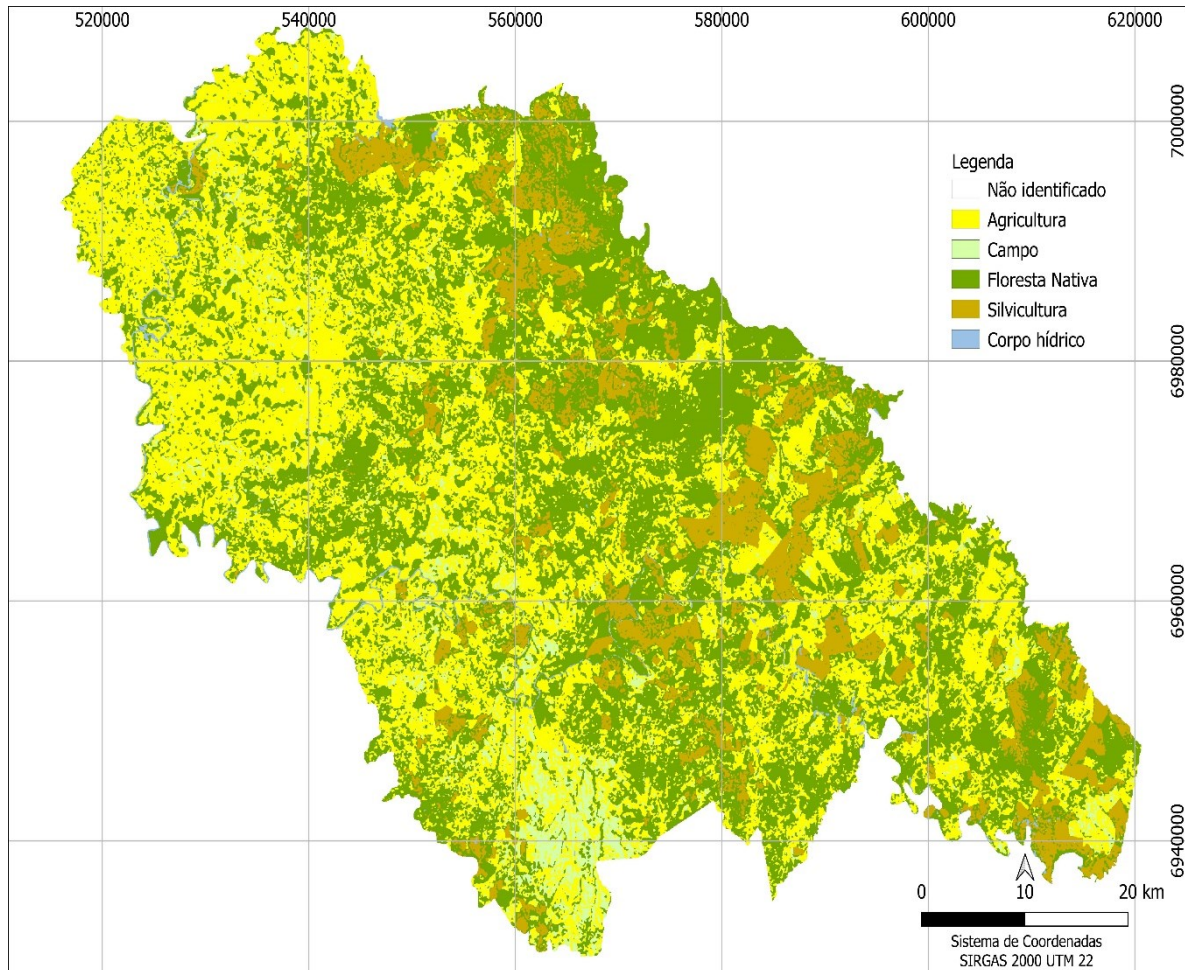 520000 540000 560000 580000 600000 620000
7000000
Legenda
Não identificado
Agricultura
Campo
Floresta Nativa
Silvicultura
Corpo hídrico
6980000
6960000
6940000
0 10 20 km
Sistema de Coordenadas
SIRGAS 2000 UTM 22